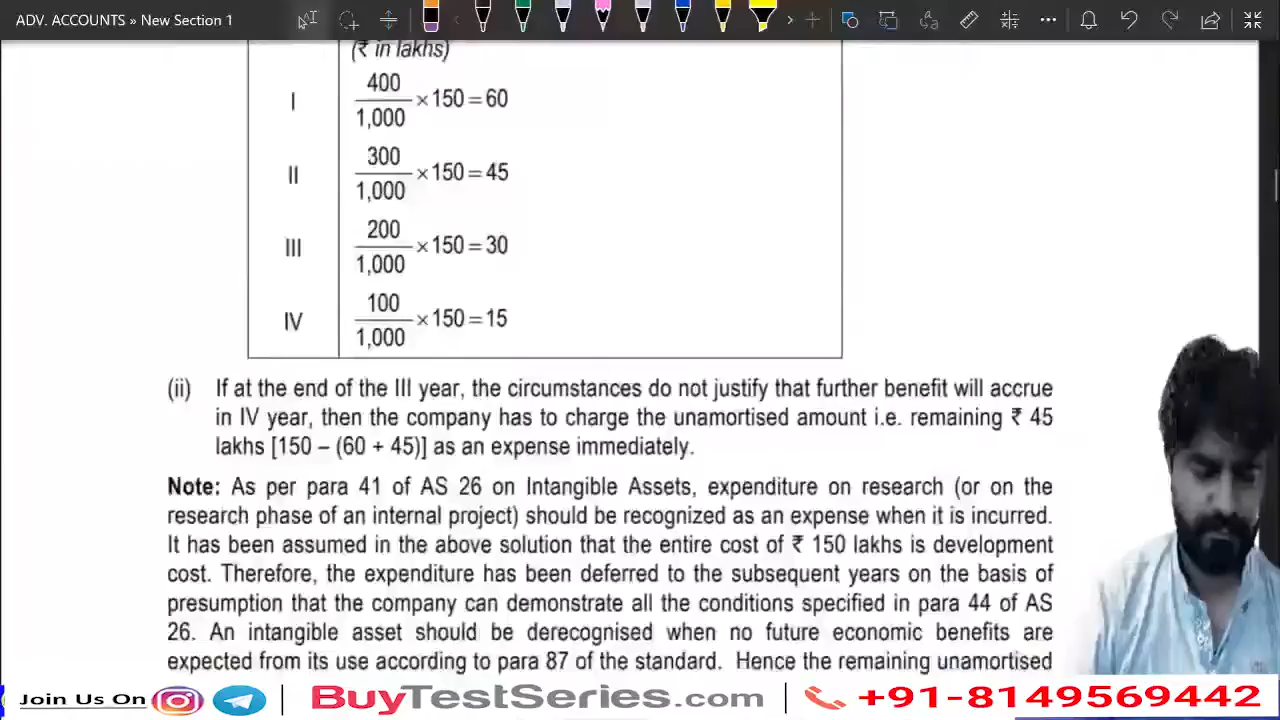 ADV. ACCOUNTS » New Section 1
(₹ in lakhs)
I 400/1,000 × 150 = 60
II 300/1,000 × 150 = 45
III 200/1,000 × 150 = 30
IV 100/1,000 × 150 = 15
(ii) If at the end of the III year, the circumstances do not justify that further benefit will accrue
in IV year, then the company has to charge the unamortised amount i.e. remaining ₹ 45
lakhs [150 – (60 + 45)] as an expense immediately.
Note: As per para 41 of AS 26 on Intangible Assets, expenditure on research (or on the
research phase of an internal project) should be recognized as an expense when it is incurred.
It has been assumed in the above solution that the entire cost of ₹ 150 lakhs is development
cost. Therefore, the expenditure has been deferred to the subsequent years on the basis of
presumption that the company can demonstrate all the conditions specified in para 44 of AS
26. An intangible asset should be derecognised when no future economic benefits are
expected from its use according to para 87 of the standard. Hence the remaining unamortised
Join Us On BuyTestSeries.com +91-8149569442